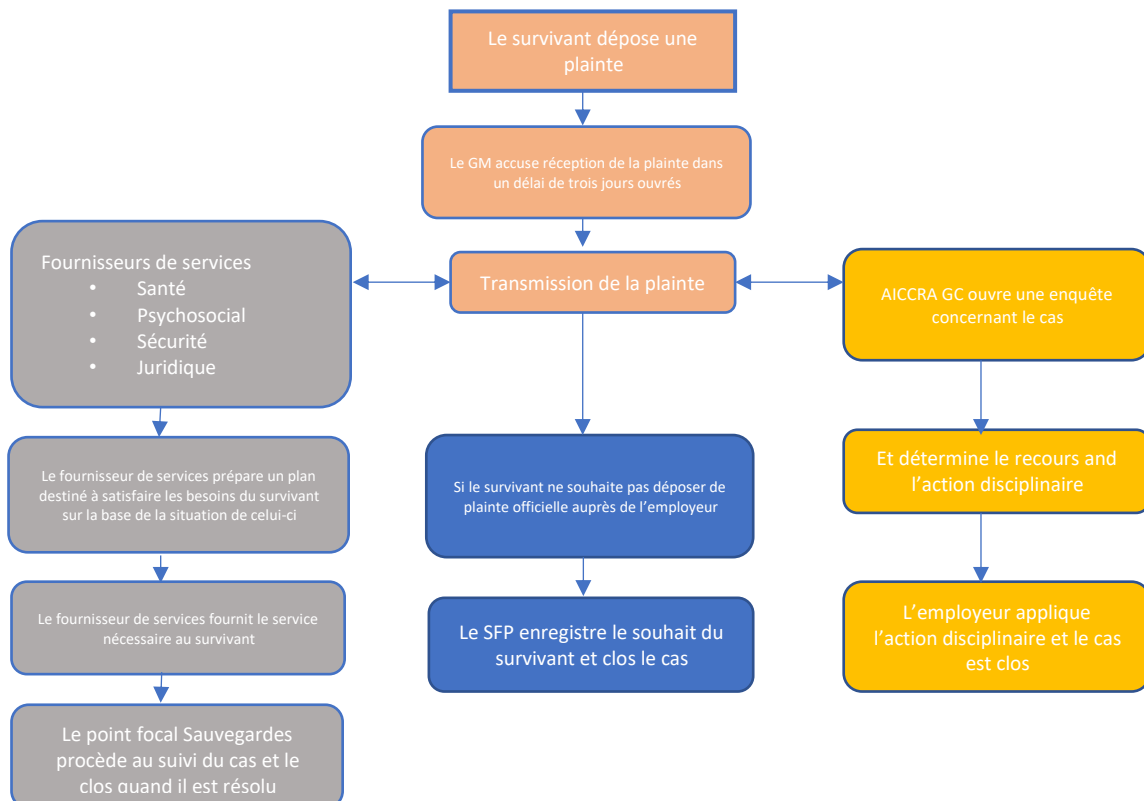 Le survivant dépose une
plainte
Le GM accuse réception de la plainte dans
un délai de trois jours ouvrés
Transmission de la plainte
Fournisseurs de services
• Santé
• Psychosocial
• Sécurité
• Juridique
Le fournisseur de services prépare un plan
destiné à satisfaire les besoins du survivant
sur la base de la situation de celui-ci
Le fournisseur de services fournit le service
nécessaire au survivant
Le point focal Sauvegardes
procède au suivi du cas et le
clos quand il est résolu
Si le survivant ne souhaite pas déposer de
plainte officielle auprès de l’employeur
Le SFP enregistre le souhait du
survivant et clos le cas
AICCRA GC ouvre une enquête
concernant le cas
Et détermine le recours and
l’action disciplinaire
L’employeur applique
l’action disciplinaire et le cas
est clos